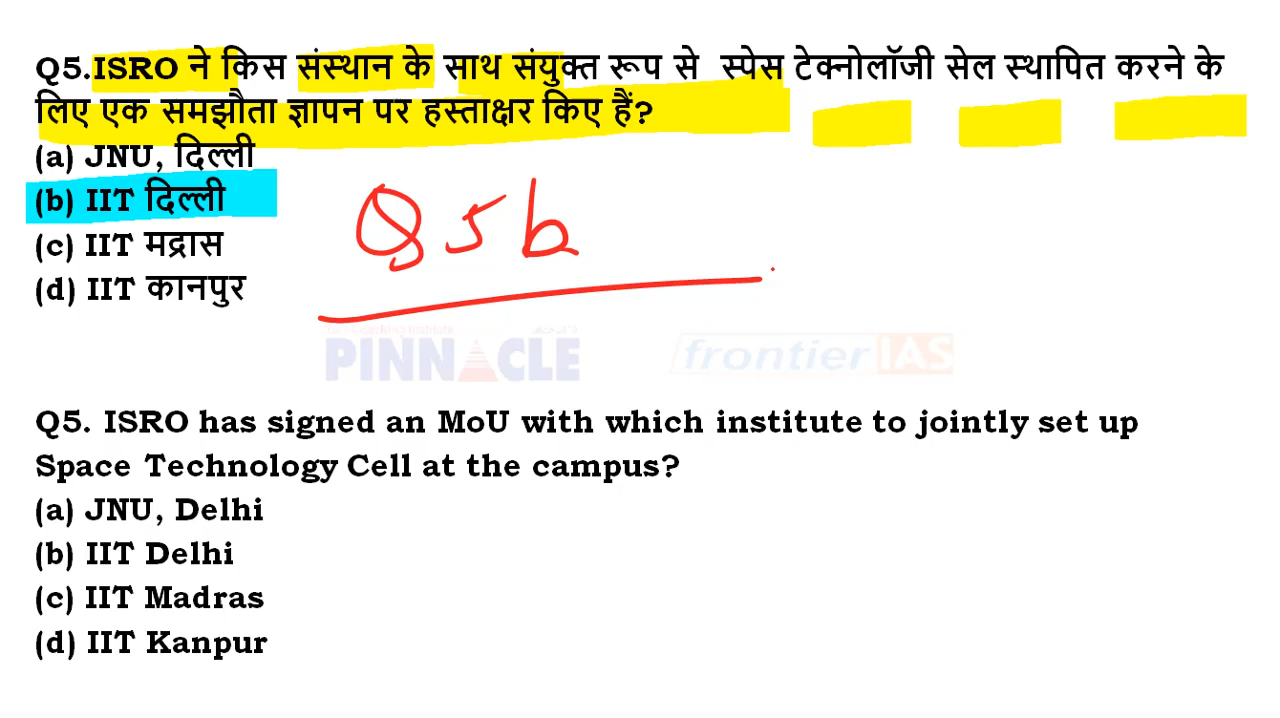 Q5.ISRO ने किस संस्थान के साथ संयुक्त रूप से स्पेस टेक्नोलॉजी सेल स्थापित करने के
लिए एक समझौता ज्ञापन पर हस्ताक्षर किए हैं?
(a) JNU, दिल्ली
(b) IIT दिल्ली
(c) IIT मद्रास
(d) IIT कानपुर
Q5b
PINNACLE
frontier IAS
Q5. ISRO has signed an MoU with which institute to jointly set up
Space Technology Cell at the campus?
(a) JNU, Delhi
(b) IIT Delhi
(c) IIT Madras
(d) IIT Kanpur